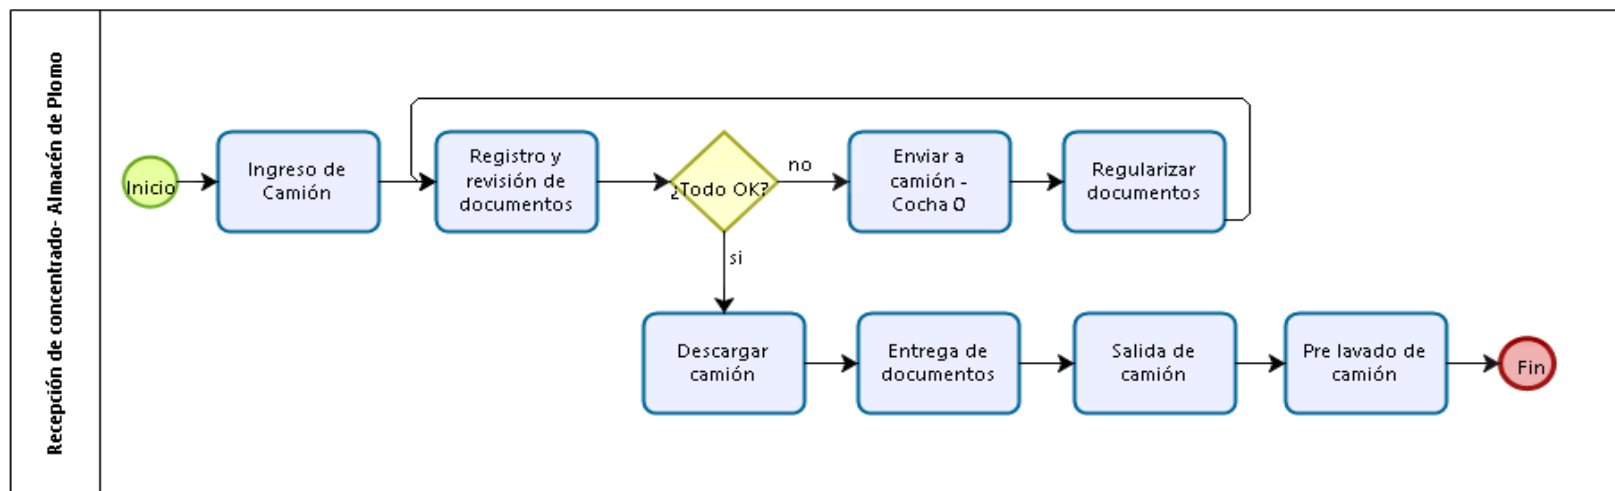 Recepción de concentrado- Almacén de Plomo
Inicio
Ingreso de
Camión
Registro y
revisión de
documentos
¿Todo OK?
no
Enviar a
camión -
Cocha 0
Regularizar
documentos
si
Descargar
camión
Entrega de
documentos
Salida de
camión
Pre lavado de
camión
Fin